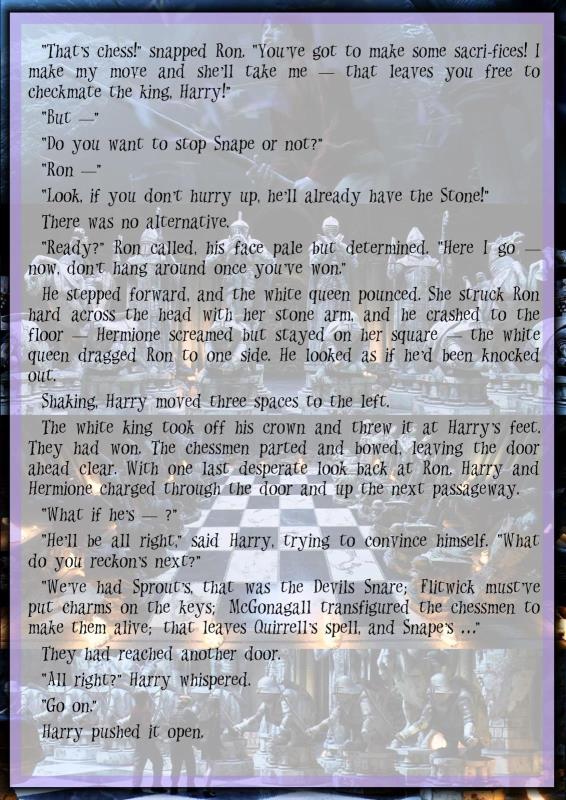 "That's chess!" snapped Ron. "You've got to make some sacri-fices! I
make my move and she'll take me — that leaves you free to
checkmate the king, Harry!"
"But —"
"Do you want to stop Snape or not?"
"Ron —"
"Look, if you don't hurry up, he'll already have the Stone!"
There was no alternative.
"Ready?" Ron called, his face pale but determined. "Here I go —
now, don't hang around once you've won."
He stepped forward, and the white queen pounced. She struck Ron
hard across the head with her stone arm, and he crashed to the
floor — Hermione screamed but stayed on her square — the white
queen dragged Ron to one side. He looked as if he'd been knocked
out.
Shaking, Harry moved three spaces to the left.
The white king took off his crown and threw it at Harry's feet.
They had won. The chessmen parted and bowed, leaving the door
ahead clear. With one last desperate look back at Ron, Harry and
Hermione charged through the door and up the next passageway.
"What if he's — ?"
"He'll be all right," said Harry, trying to convince himself. "What
do you reckon's next?"
"We've had Sprout's, that was the Devils Snare; Flitwick must've
put charms on the keys; McGonagall transfigured the chessmen to
make them alive; that leaves Quirrell's spell, and Snape's ..."
They had reached another door.
"All right?" Harry whispered.
"Go on."
Harry pushed it open.